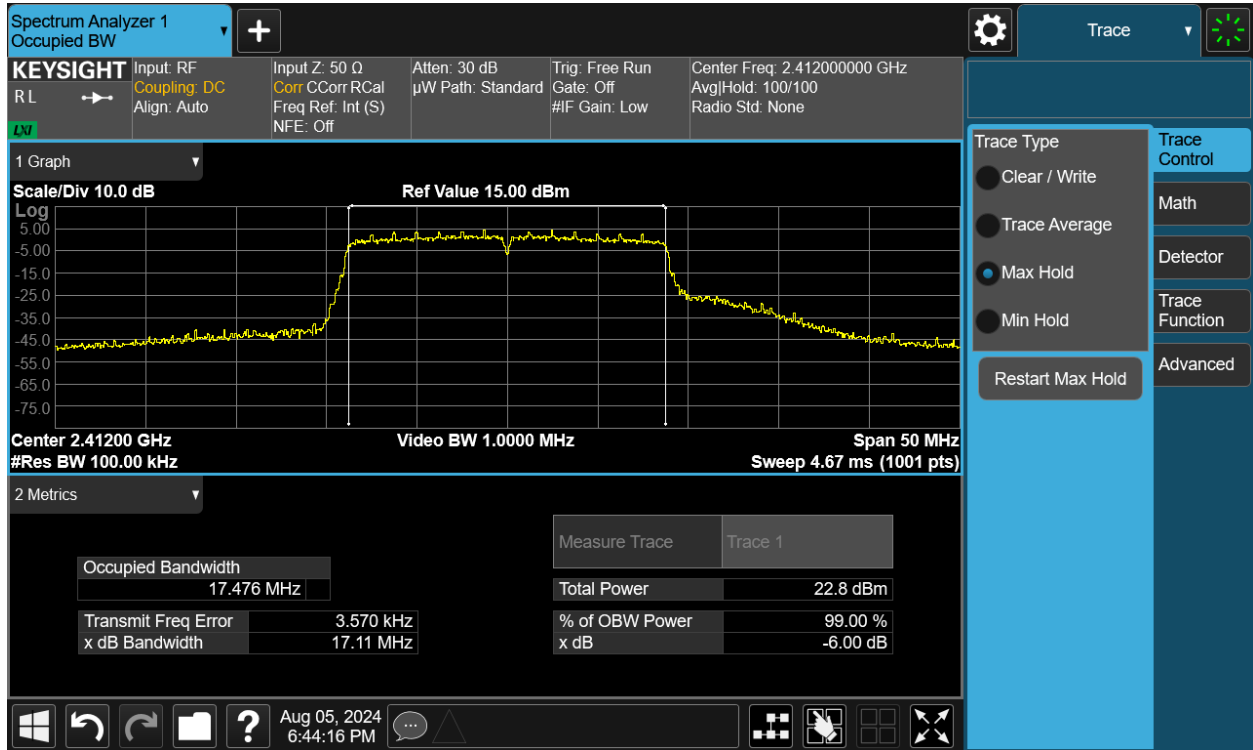 Spectrum Analyzer 1
Occupied BW
+
Trace
KEYSIGHT
R L
LXI
Input: RF
Coupling: DC
Align: Auto
Input Z: 50 Ω
Corr CCorr RCal
Freq Ref: Int (S)
NFE: Off
Atten: 30 dB
µW Path: Standard
Trig: Free Run
Gate: Off
#IF Gain: Low
Center Freq: 2.412000000 GHz
Avg|Hold: 100/100
Radio Std: None
1 Graph
Scale/Div 10.0 dB
Ref Value 15.00 dBm
Log
5.00
-5.00
-15.0
-25.0
-35.0
-45.0
-55.0
-65.0
-75.0
Center 2.41200 GHz
#Res BW 100.00 kHz
Video BW 1.0000 MHz
Span 50 MHz
Sweep 4.67 ms (1001 pts)
2 Metrics
Measure Trace
Trace 1
Occupied Bandwidth
17.476 MHz
Total Power
22.8 dBm
Transmit Freq Error
3.570 kHz
% of OBW Power
99.00 %
x dB Bandwidth
17.11 MHz
x dB
-6.00 dB
Trace Type
Clear / Write
Trace Average
Max Hold
Min Hold
Restart Max Hold
Trace
Control
Math
Detector
Trace
Function
Advanced
?
Aug 05, 2024
6:44:16 PM